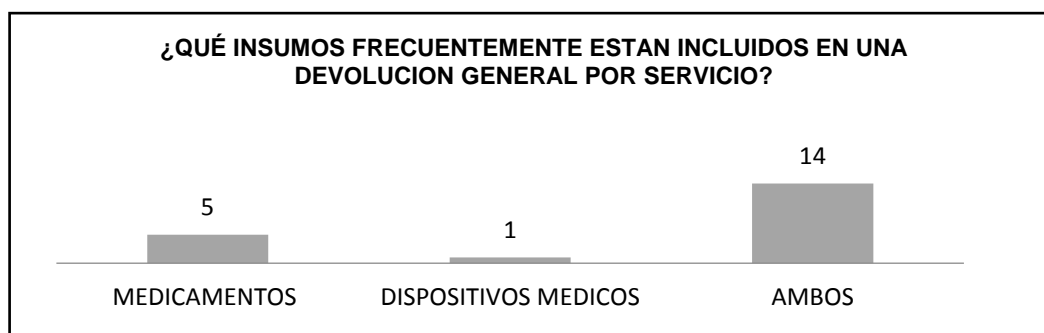 ¿QUÉ INSUMOS FRECUENTEMENTE ESTAN INCLUIDOS EN UNA
DEVOLUCION GENERAL POR SERVICIO?
5
1
14
MEDICAMENTOS
DISPOSITIVOS MEDICOS
AMBOS